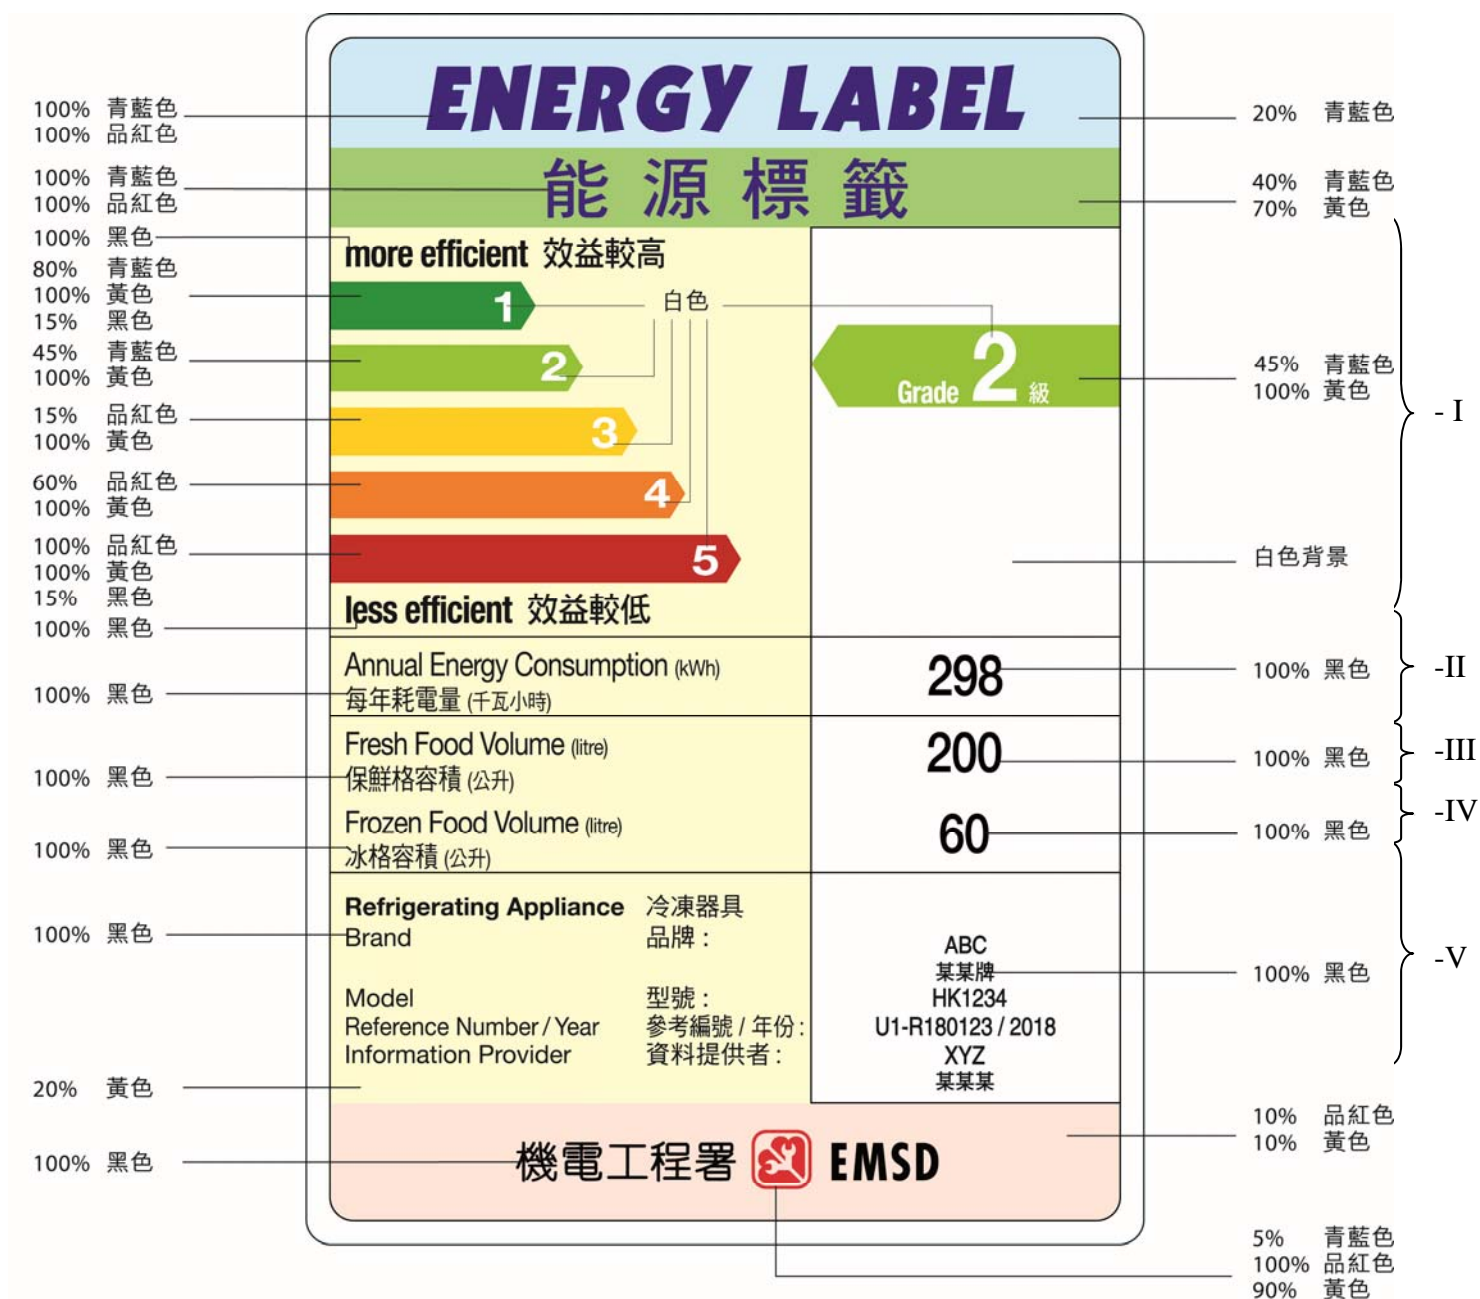 ENERGY LABEL
能源標籤
100% 青藍色
100% 品紅色
100% 青藍色
100% 品紅色
100% 黑色
80% 青藍色
100% 黃色
15% 黑色
45% 青藍色
100% 黃色
15% 品紅色
100% 黃色
60% 品紅色
100% 黃色
100% 品紅色
100% 黃色
15% 黑色
100% 黑色
100% 黑色
100% 黑色
100% 黑色
100% 黑色
20% 黃色
100% 黑色
more efficient 效益較高
1
白色
2
3
4
5
less efficient 效益較低
2
Grade 級
Annual Energy Consumption (kWh)
每年耗電量 (千瓦小時)
298
Fresh Food Volume (litre)
保鮮格容積 (公升)
200
Frozen Food Volume (litre)
冰格容積 (公升)
60
Refrigerating Appliance 冷凍器具
Brand 品牌 :
ABC
某某牌
Model 型號 : HK1234
Reference Number / Year 參考編號 / 年份 : U1-R180123 / 2018
Information Provider 資料提供者 : XYZ
某某某
機電工程署 EMSD
20% 青藍色
40% 青藍色
70% 黃色
45% 青藍色
100% 黃色
白色背景
100% 黑色
100% 黑色
100% 黑色
100% 黑色
10% 品紅色
10% 黃色
5% 青藍色
100% 品紅色
90% 黃色
- I
-II
-III
-IV
-V